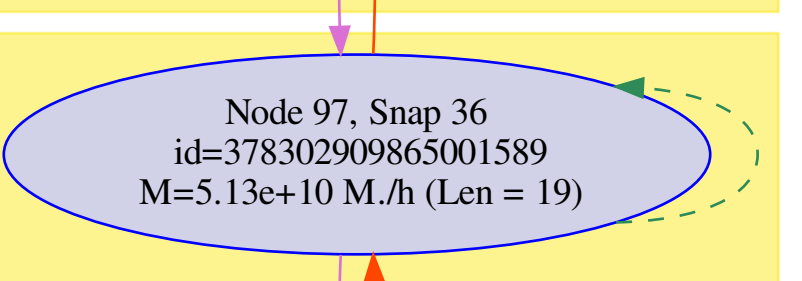 Node 97, Snap 36
id=378302909865001589
M=5.13e+10 M./h (Len = 19)